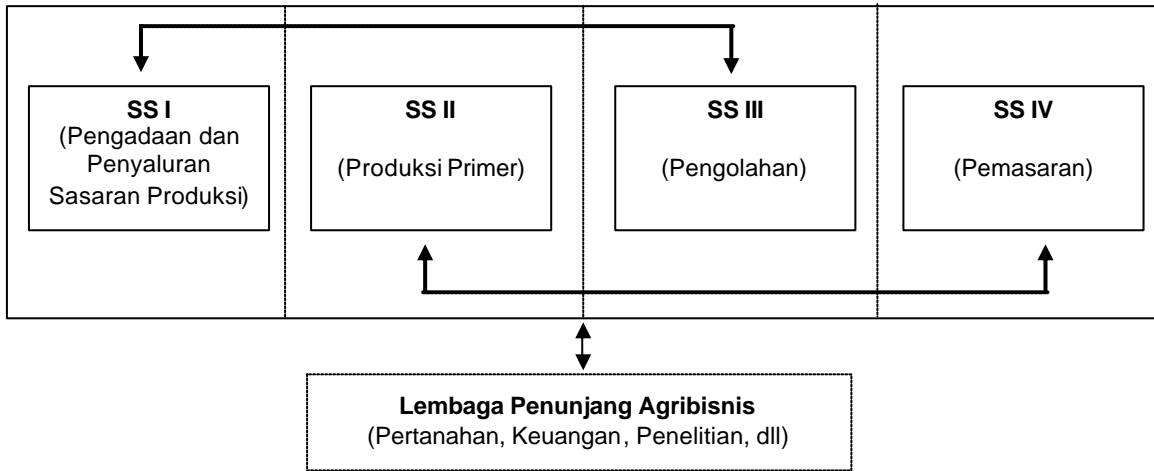 SS I
(Pengadaan dan
Penyaluran
Sasaran Produksi)
SS II
(Produksi Primer)
SS III
(Pengolahan)
SS IV
(Pemasaran)
Lembaga Penunjang Agribisnis
(Pertanahan, Keuangan, Penelitian, dll)